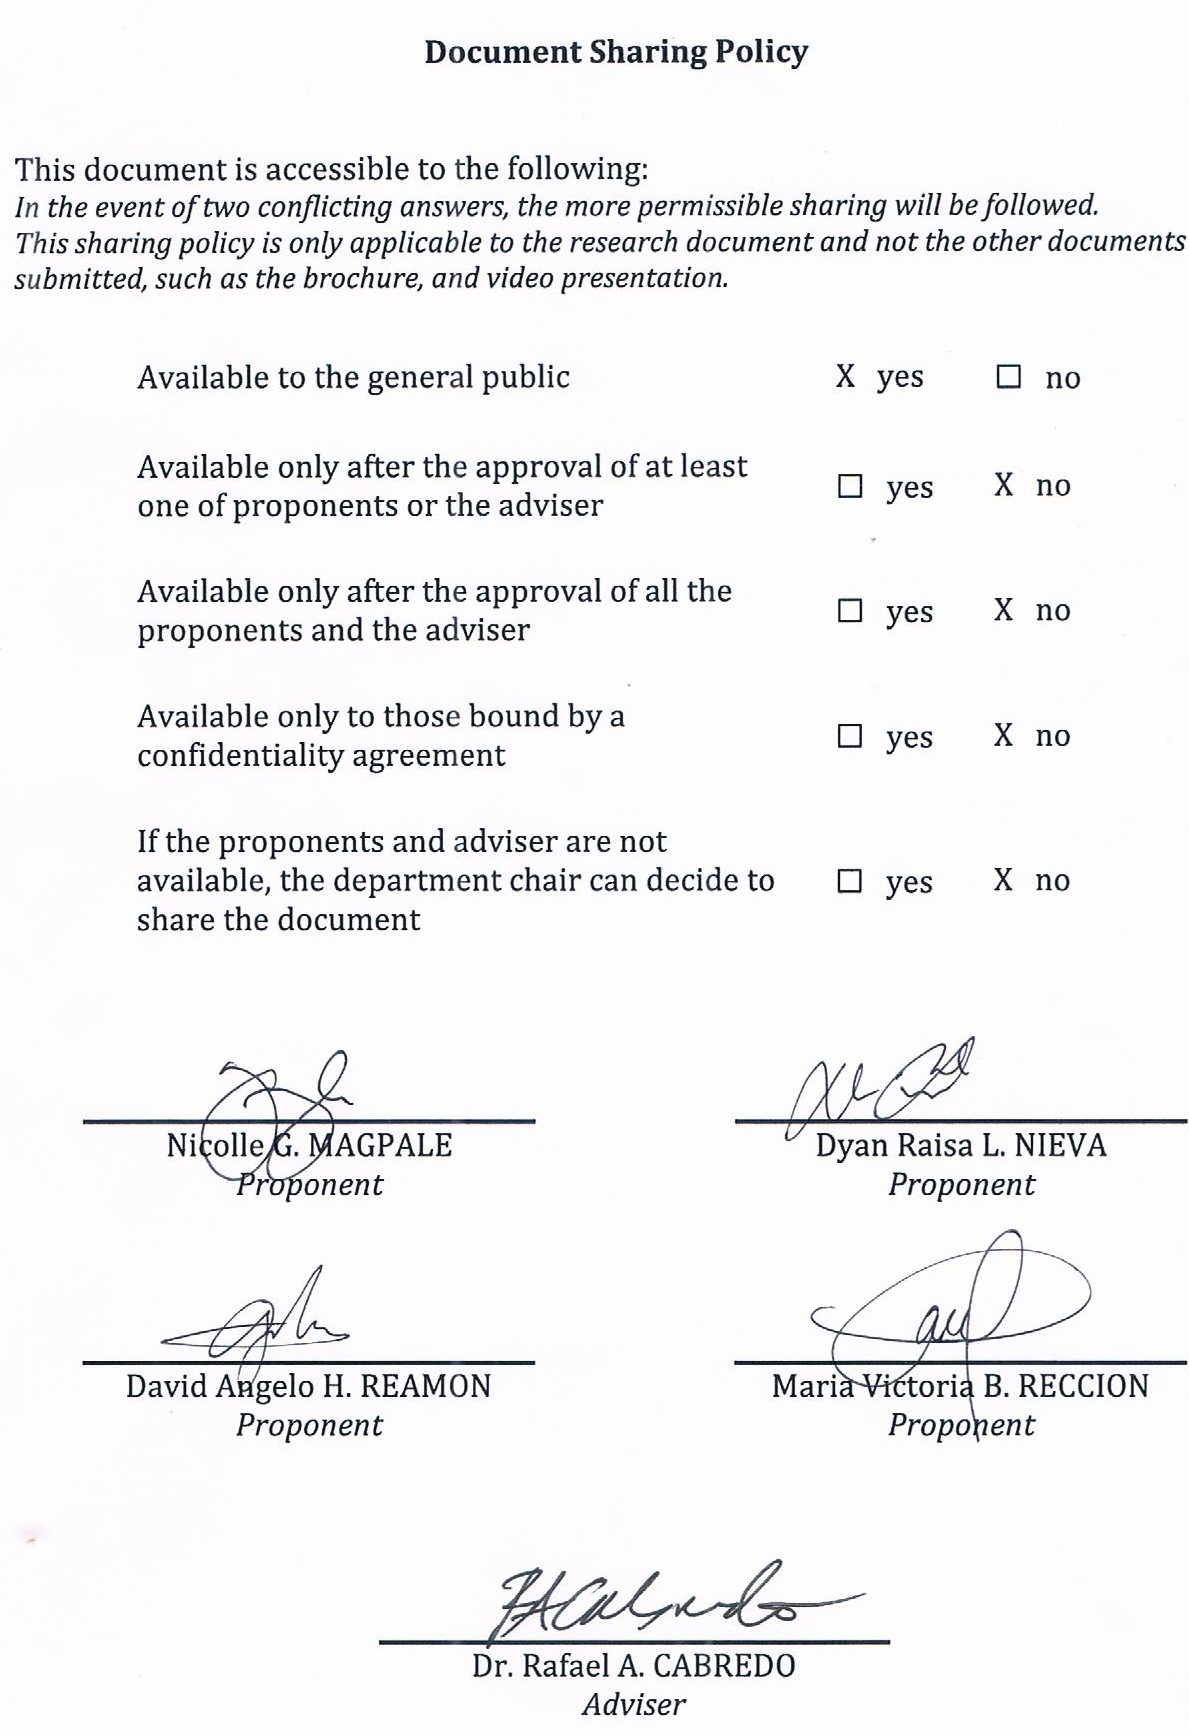 Document Sharing Policy
This document is accessible to the following:
In the event of two conflicting answers, the more permissible sharing will be followed.
This sharing policy is only applicable to the research document and not the other documents
submitted, such as the brochure, and video presentation.
Available to the general public X yes ☐ no
Available only after the approval of at least
one of proponents or the adviser ☐ yes X no
Available only after the approval of all the
proponents and the adviser ☐ yes X no
Available only to those bound by a
confidentiality agreement ☐ yes X no
If the proponents and adviser are not
available, the department chair can decide to ☐ yes X no
share the document
Nicolle G. MAGPALE Dyan Raisa L. NIEVA
Proponent Proponent
David Angelo H. REAMON Maria Victoria B. RECCION
Proponent Proponent
Dr. Rafael A. CABREDO
Adviser